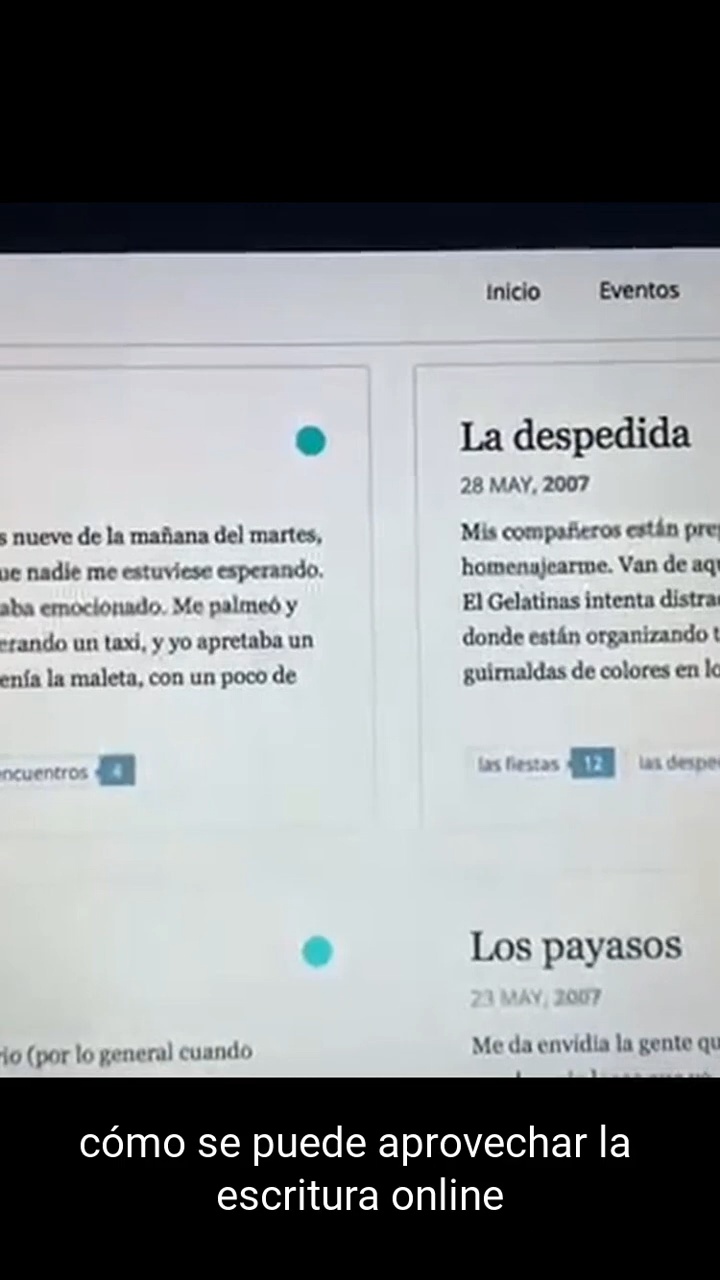 Inicio Eventos
s nueve de la mañana del martes,
ue nadie me estuviese esperando.
aba emocionado. Me palmeó y
erando un taxi, y yo apretaba un
enía la maleta, con un poco de
ncuentros 4
La despedida
28 MAY, 2007
Mis compañeros están prep
homenajearme. Van de aqu
El Gelatinas intenta distra
donde están organizando t
guirnaldas de colores en lo
las fiestas 12 las despe
io (por lo general cuando
Los payasos
23 MAY, 2007
Me da envidia la gente qu
cómo se puede aprovechar la
escritura online